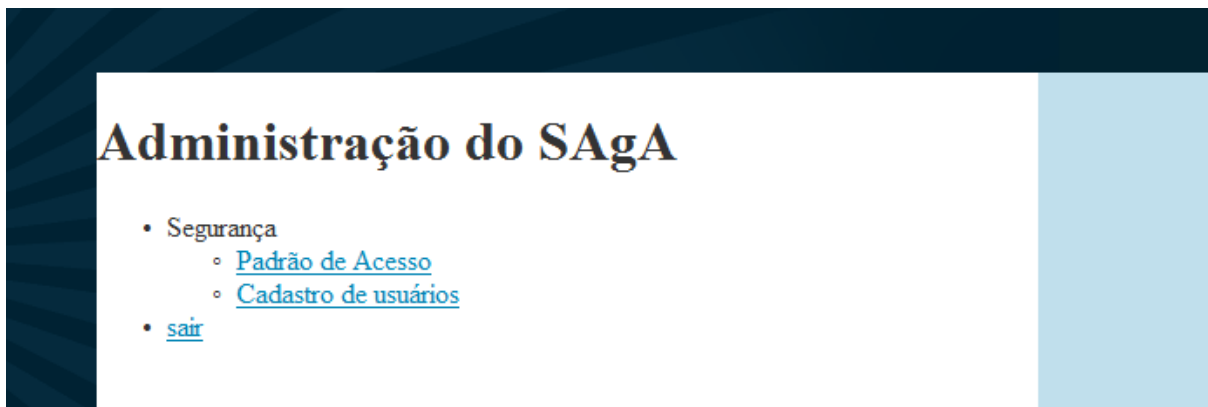 Administração do SAgA
Segurança
Padrão de Acesso
Cadastro de usuários
sair